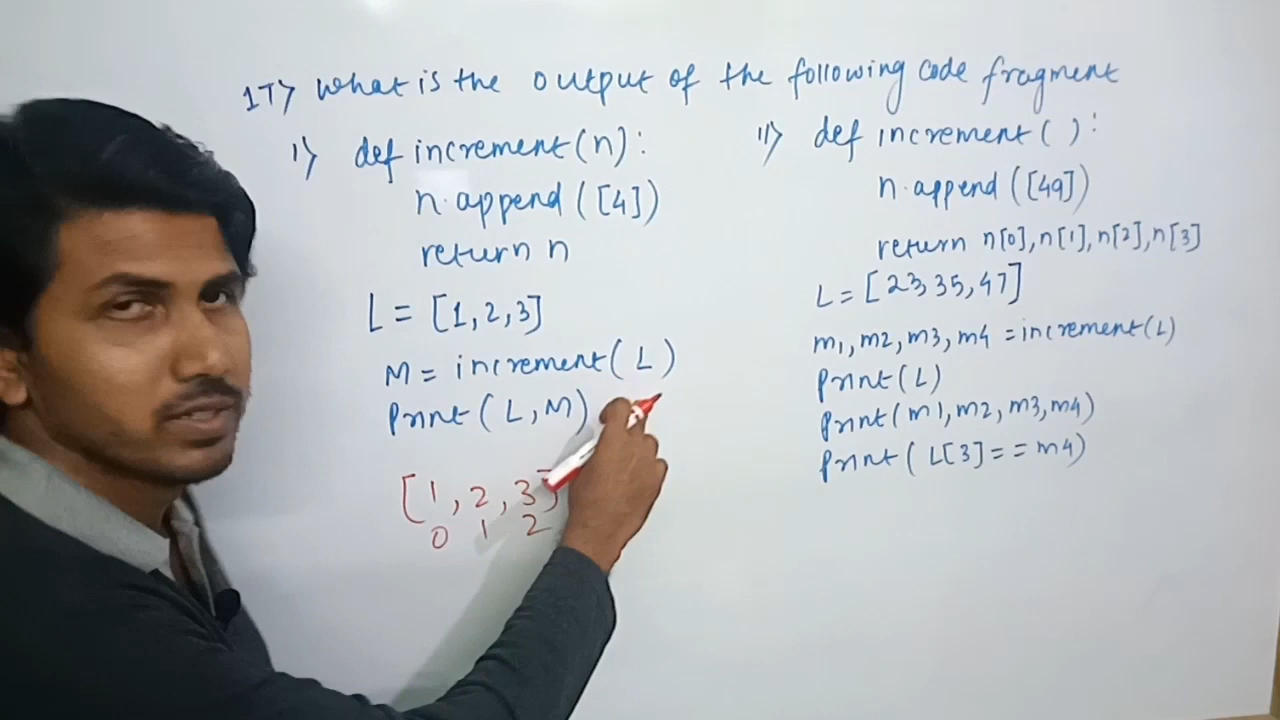 17> What is the output of the following code fragment
1> def increment(n):
n.append([4])
return n
L = [1,2,3]
M = increment(L)
Print(L,M)
[1,2,3]
0 1 2
11> def increment( ):
n.append([49])
return n[0],n[1],n[2],n[3]
L = [23,35,47]
m1,m2,m3,m4 =increment(L)
Print(L)
Print(m1,m2,m3,m4)
Print(L[3]==m4)